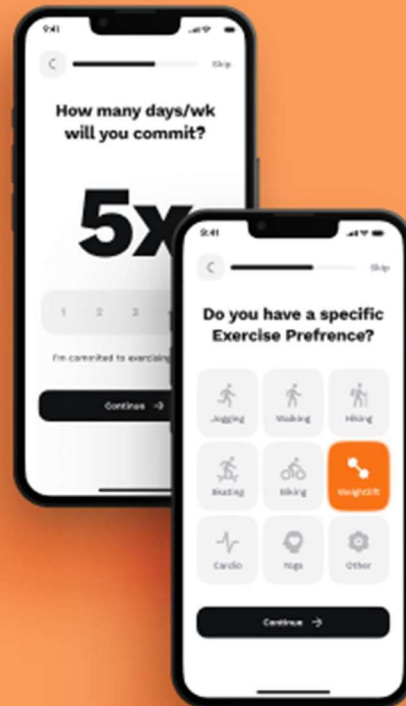 9:41
Skip
How many days/wk
will you commit?
5x
1 2 3
I'm commited to exercising
Continue →
9:41
Skip
Do you have a specific
Exercise Prefrence?
Jogging Walking Hiking
Skating Biking Weightlift
Cardio Yoga Other
Continue →